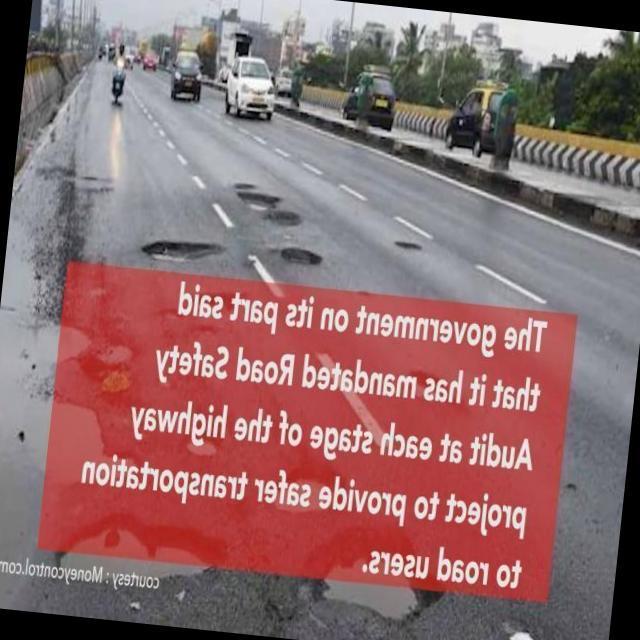 The government on its part said
that it has mandated Road Safety
Audit at each stage of the highway
project to provide safer transportation
to road users.
courtesy : Moneycontrol.com